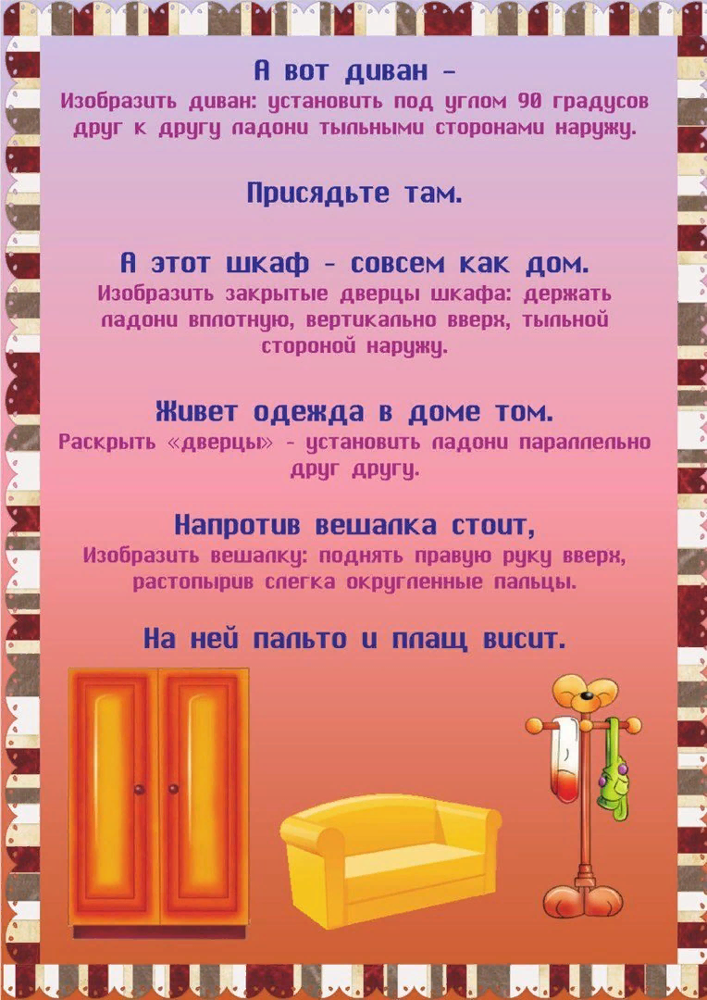 А вот диван -
Изобразить диван: установить под углом 90 градусов
друг к другу ладони тыльными сторонами наружу.
Присядьте там.
А этот шкаф - совсем как дом.
Изобразить закрытые дверцы шкафа: держать
ладони вплотную, вертикально вверх, тыльной
стороной наружу.
Живет одежда в доме том.
Раскрыть «дверцы» - установить ладони параллельно
друг другу.
Напротив вешалка стоит,
Изобразить вешалку: поднять правую руку вверх,
растопырив слегка округленные пальцы.
На ней пальто и плащ висит.